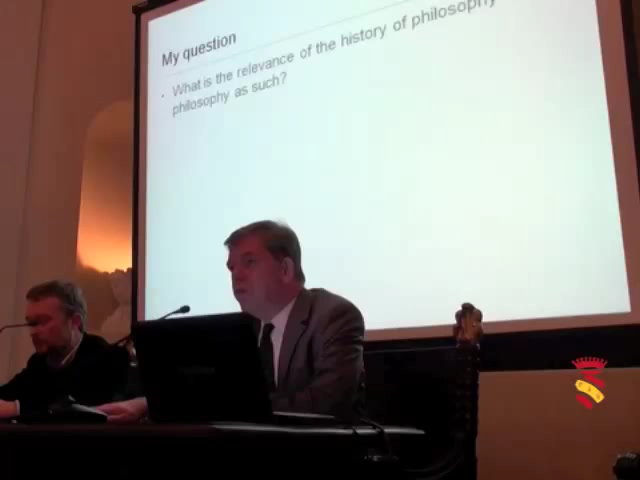 My question
• What is the relevance of the history of philosophy
philosophy as such?